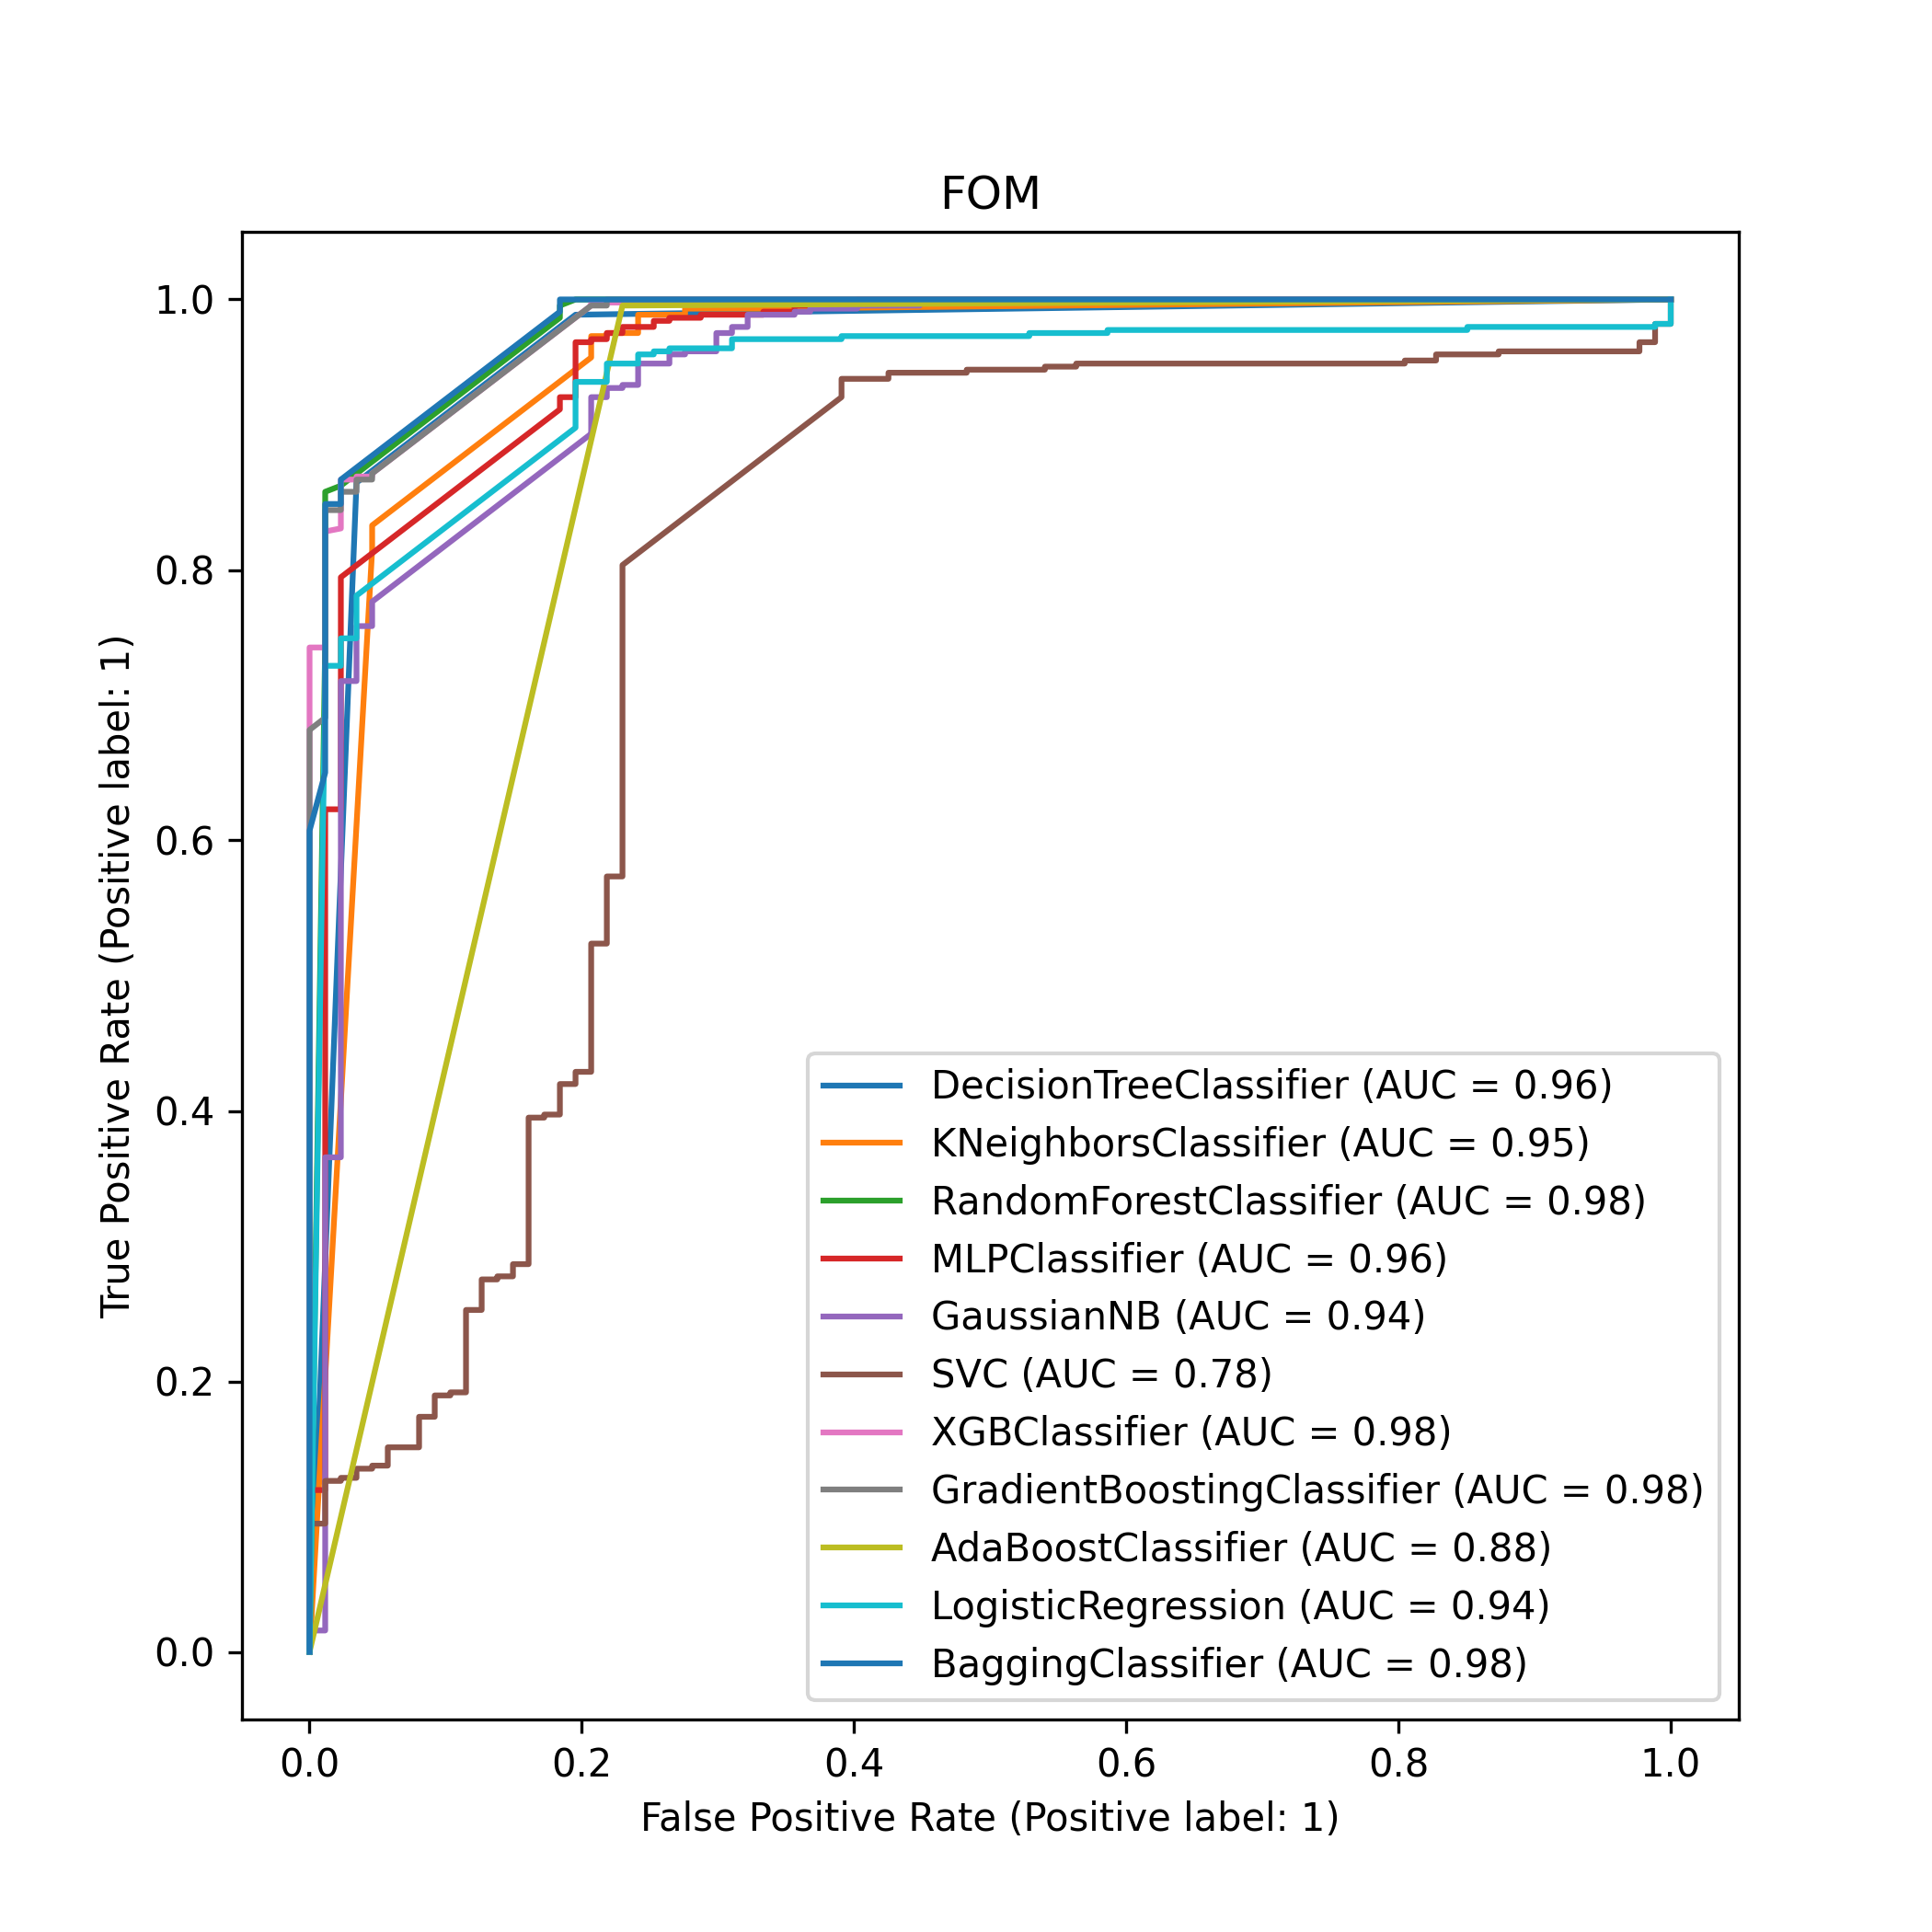 FOM
1.0
0.8
0.6
0.4
0.2
0.0
True Positive Rate (Positive label: 1)
DecisionTreeClassifier (AUC = 0.96)
KNeighborsClassifier (AUC = 0.95)
RandomForestClassifier (AUC = 0.98)
MLPClassifier (AUC = 0.96)
GaussianNB (AUC = 0.94)
SVC (AUC = 0.78)
XGBClassifier (AUC = 0.98)
GradientBoostingClassifier (AUC = 0.98)
AdaBoostClassifier (AUC = 0.88)
LogisticRegression (AUC = 0.94)
BaggingClassifier (AUC = 0.98)
0.0 0.2 0.4 0.6 0.8 1.0
False Positive Rate (Positive label: 1)